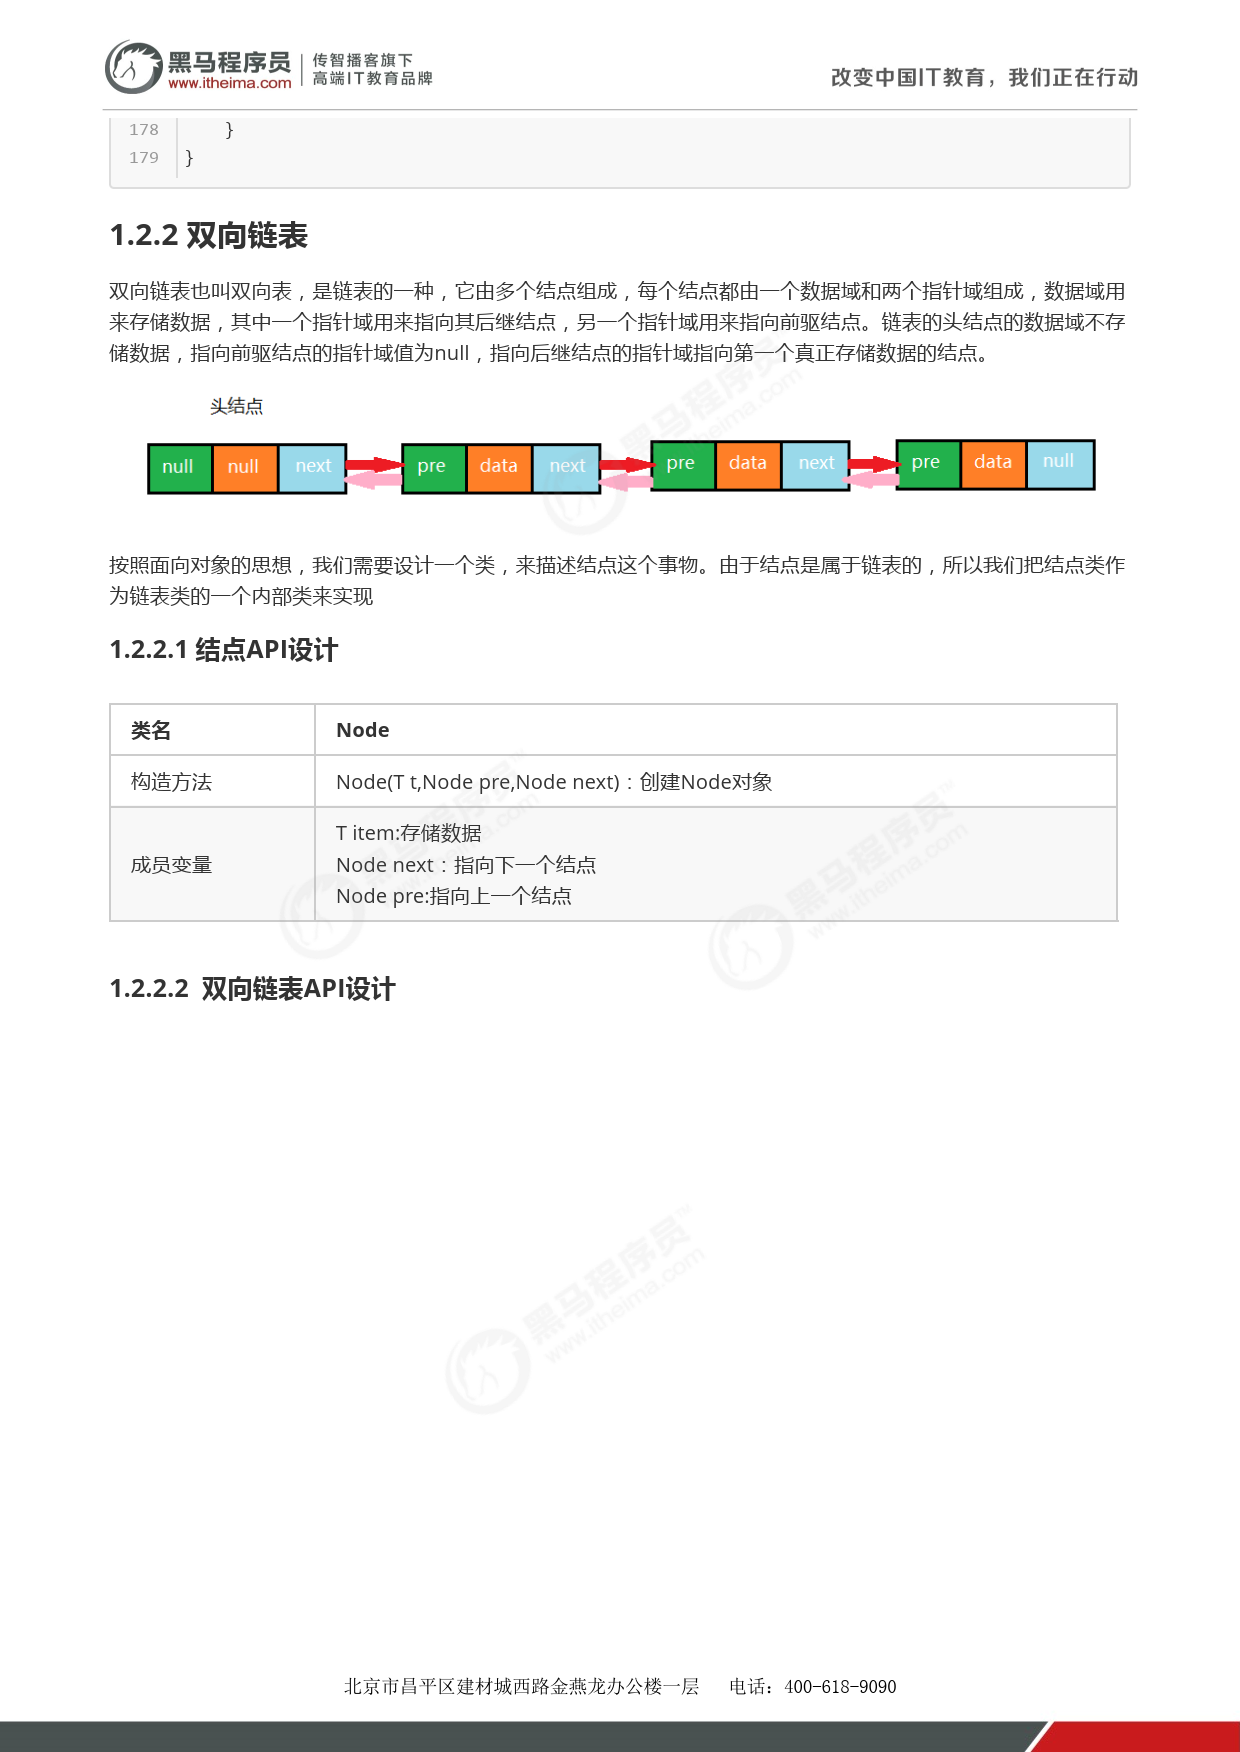 黑马程序员
www.itheima.com
传智播客旗下
高端IT教育品牌
改变中国IT教育，我们正在行动
178 }
179 }
1.2.2 双向链表
双向链表也叫双向表，是链表的一种，它由多个结点组成，每个结点都由一个数据域和两个指针域组成，数据域用
来存储数据，其中一个指针域用来指向其后继结点，另一个指针域用来指向前驱结点。链表的头结点的数据域不存
储数据，指向前驱结点的指针域值为null，指向后继结点的指针域指向第一个真正存储数据的结点。
头结点
null null next pre data next pre data next pre data null
按照面向对象的思想，我们需要设计一个类，来描述结点这个事物。由于结点是属于链表的，所以我们把结点类作
为链表类的一个内部类来实现
1.2.2.1 结点API设计
类名 Node
构造方法 Node(T t,Node pre,Node next)：创建Node对象
成员变量 T item:存储数据
Node next：指向下一个结点
Node pre:指向上一个结点
1.2.2.2 双向链表API设计
北京市昌平区建材城西路金燕龙办公楼一层 电话：400-618-9090